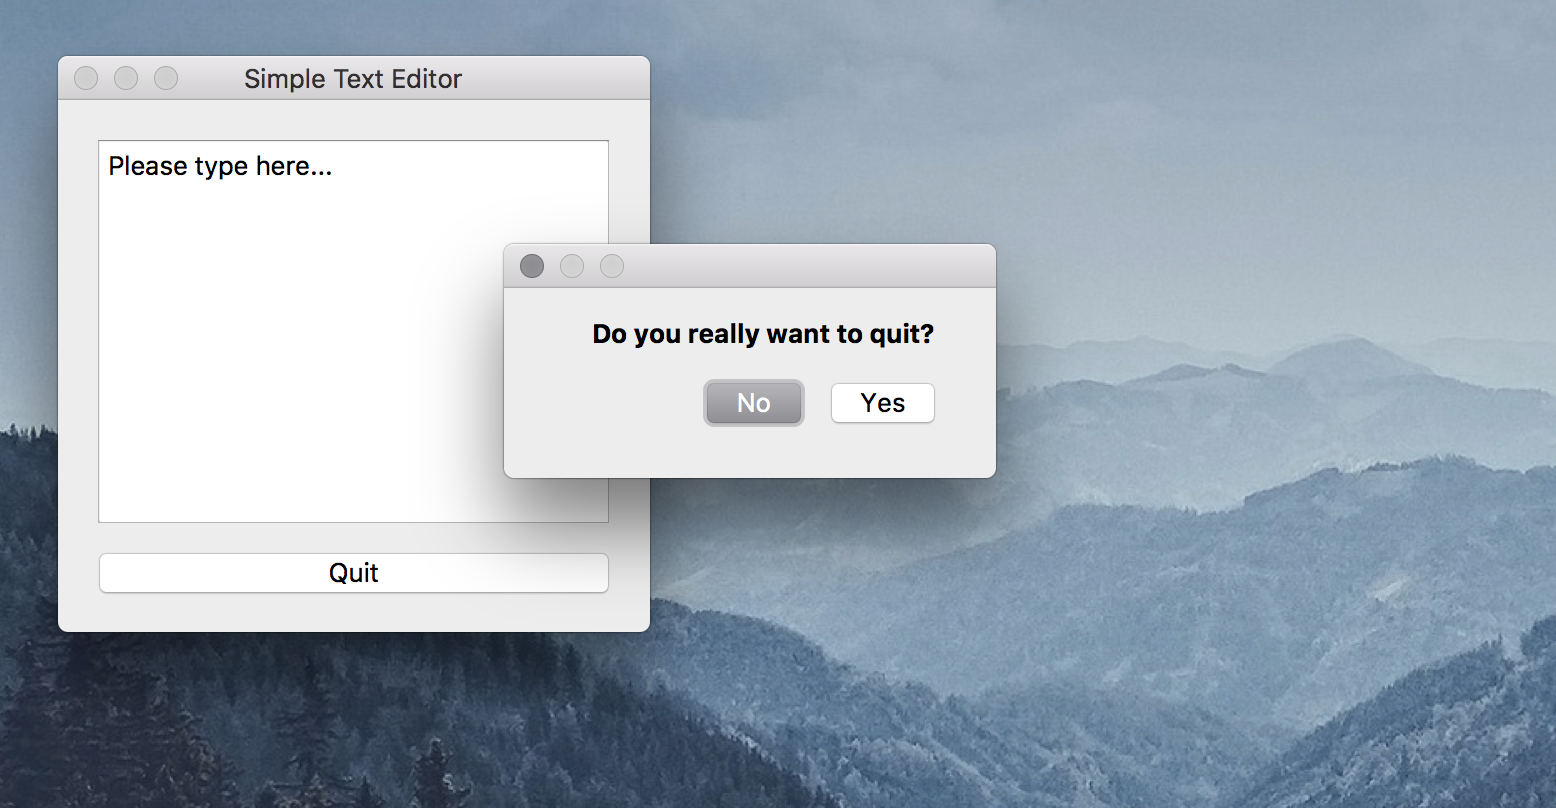 Simple Text Editor
Please type here...
Do you really want to quit?
No
Yes
Quit